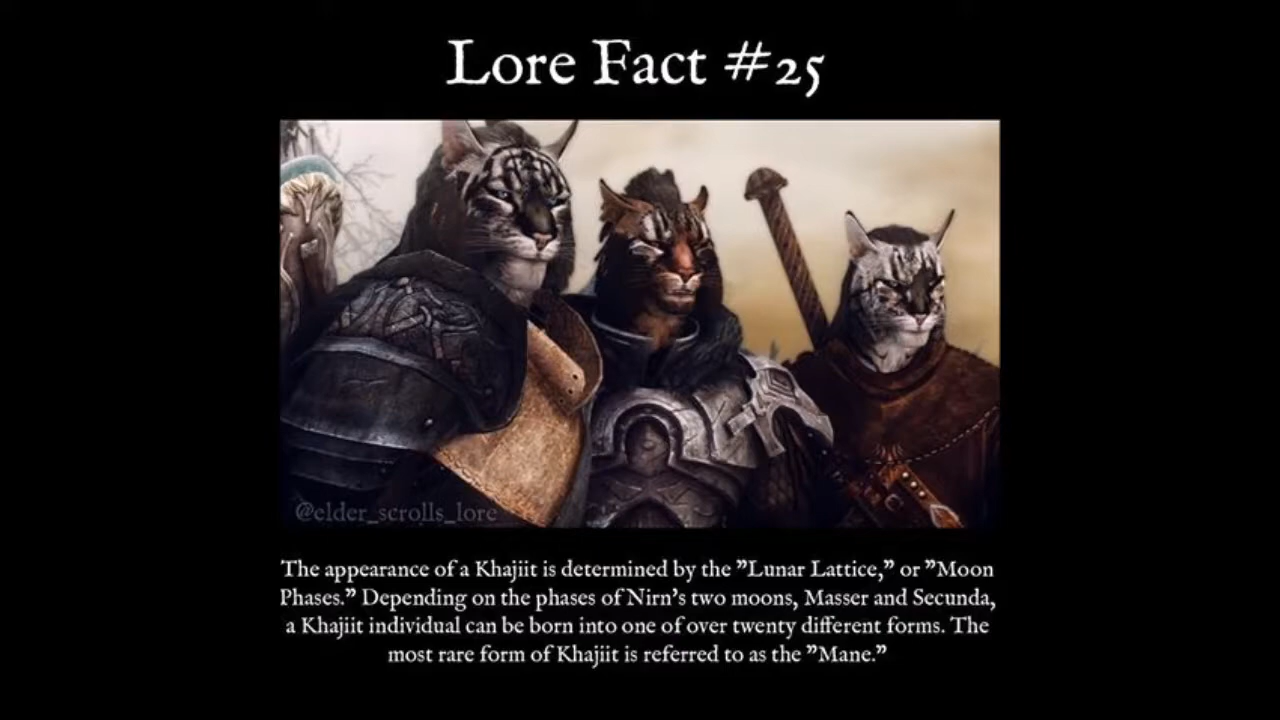 Lore Fact #25
@elder_scrolls_lore
The appearance of a Khajiit is determined by the "Lunar Lattice," or "Moon
Phases." Depending on the phases of Nirn's two moons, Masser and Secunda,
a Khajiit individual can be born into one of over twenty different forms. The
most rare form of Khajiit is referred to as the "Mane."